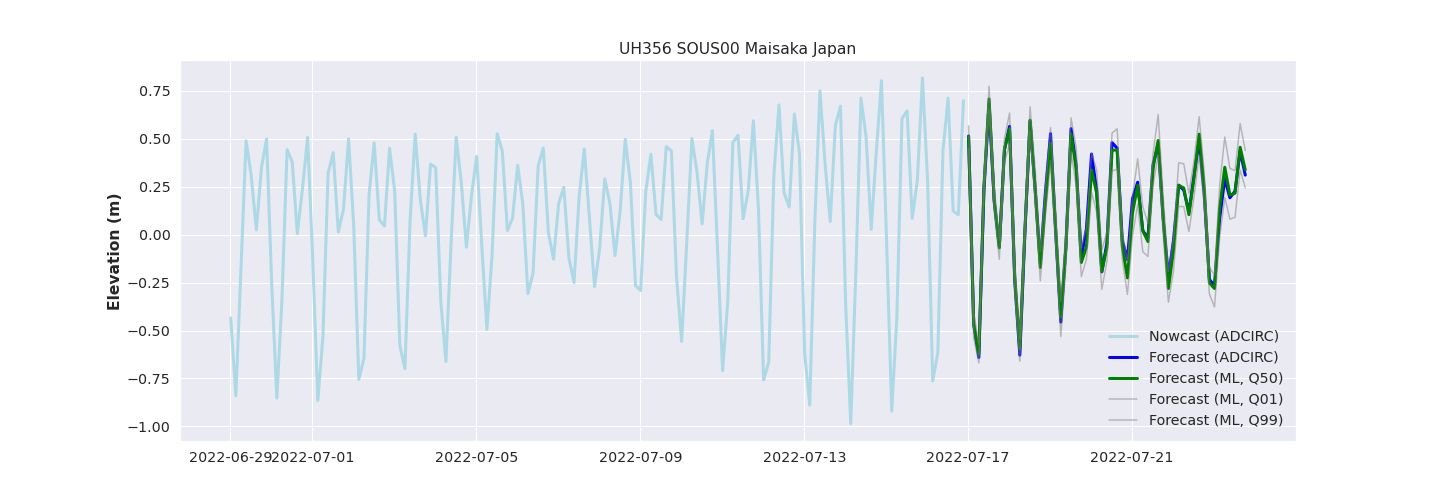 UH356 SOUS00 Maisaka Japan
Elevation (m)
0.75
0.50
0.25
0.00
−0.25
−0.50
−0.75
−1.00
2022-06-29 2022-07-01 2022-07-05 2022-07-09 2022-07-13 2022-07-17 2022-07-21
Nowcast (ADCIRC)
Forecast (ADCIRC)
Forecast (ML, Q50)
Forecast (ML, Q01)
Forecast (ML, Q99)